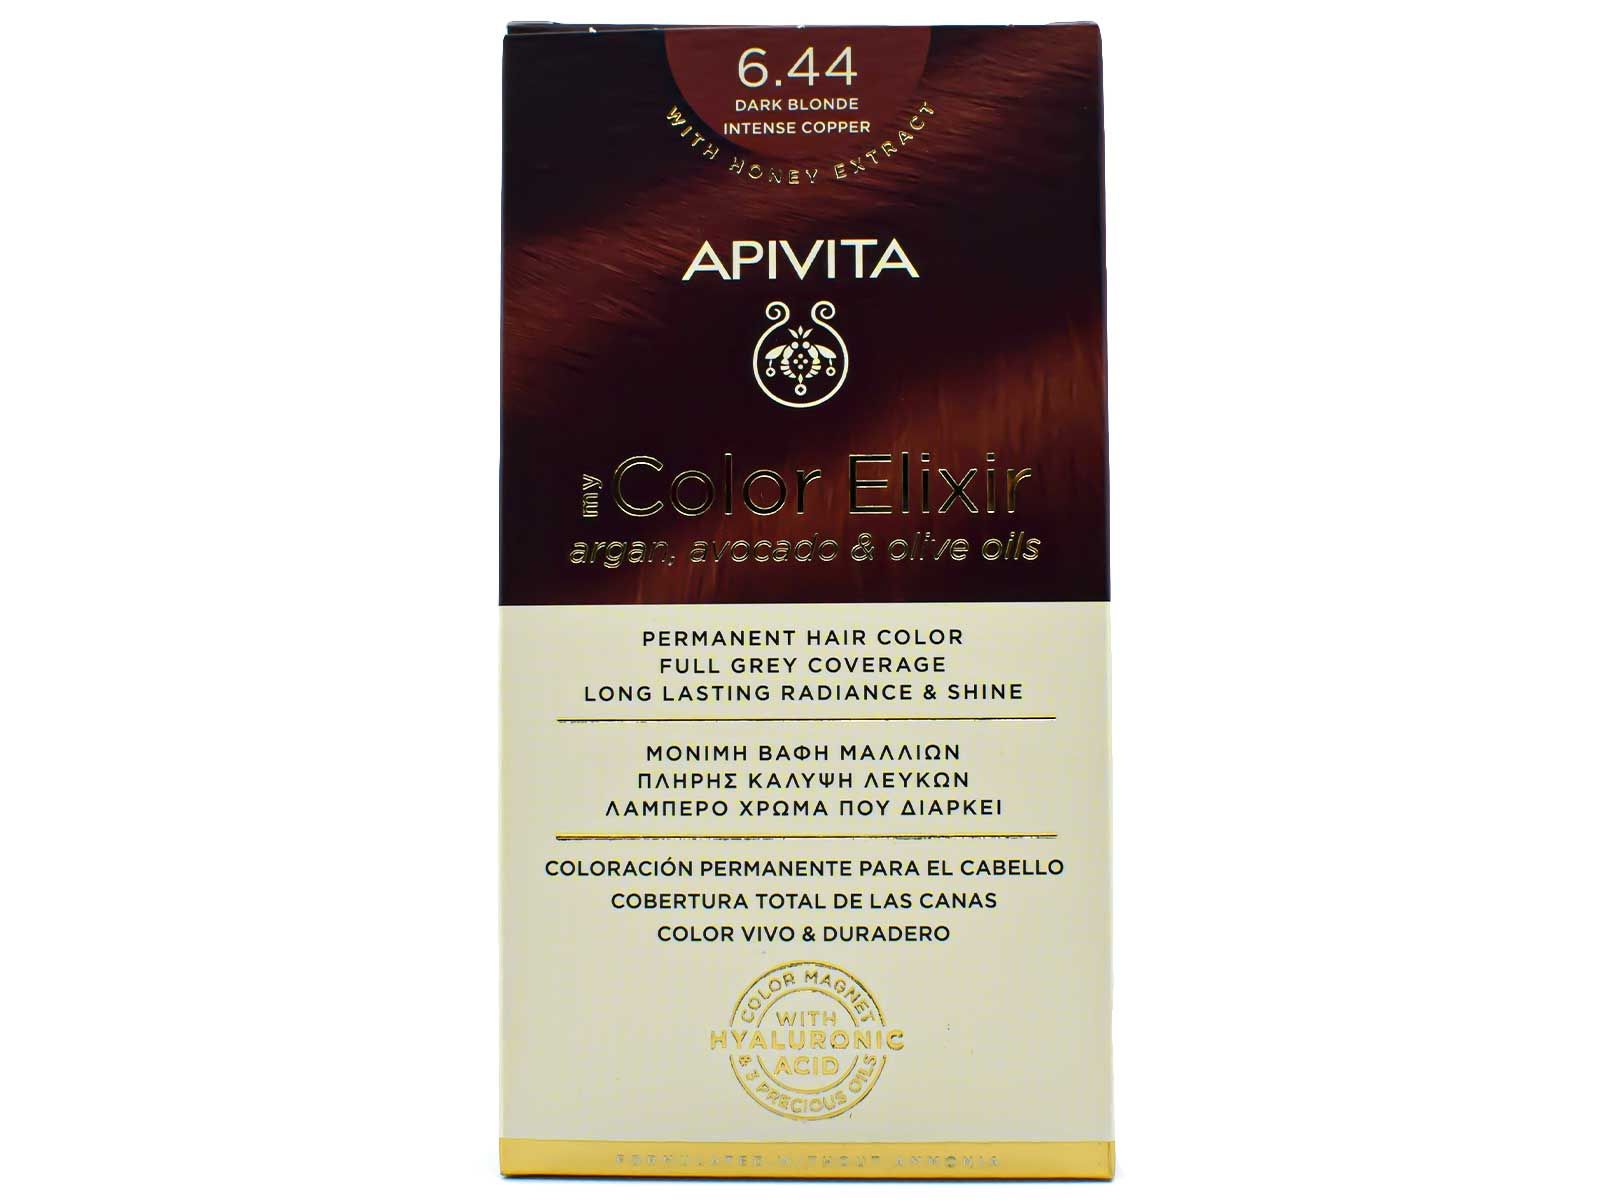 6.44
DARK BLONDE
INTENSE COPPER
WITH HONEY EXTRACT
APIVITA
my Color Elixir
argan, avocado & olive oils
PERMANENT HAIR COLOR
FULL GREY COVERAGE
LONG LASTING RADIANCE & SHINE
ΜΟΝΙΜΗ ΒΑΦΗ ΜΑΛΛΙΩΝ
ΠΛΗΡΗΣ ΚΑΛΥΨΗ ΛΕΥΚΩΝ
ΛΑΜΠΕΡΟ ΧΡΩΜΑ ΠΟΥ ΔΙΑΡΚΕΙ
COLORACIÓN PERMANENTE PARA EL CABELLO
COBERTURA TOTAL DE LAS CANAS
COLOR VIVO & DURADERO
COLOR MAGNET
WITH
HYALURONIC
ACID
& 3 PRECIOUS OILS
FORMULATED WITHOUT AMMONIA